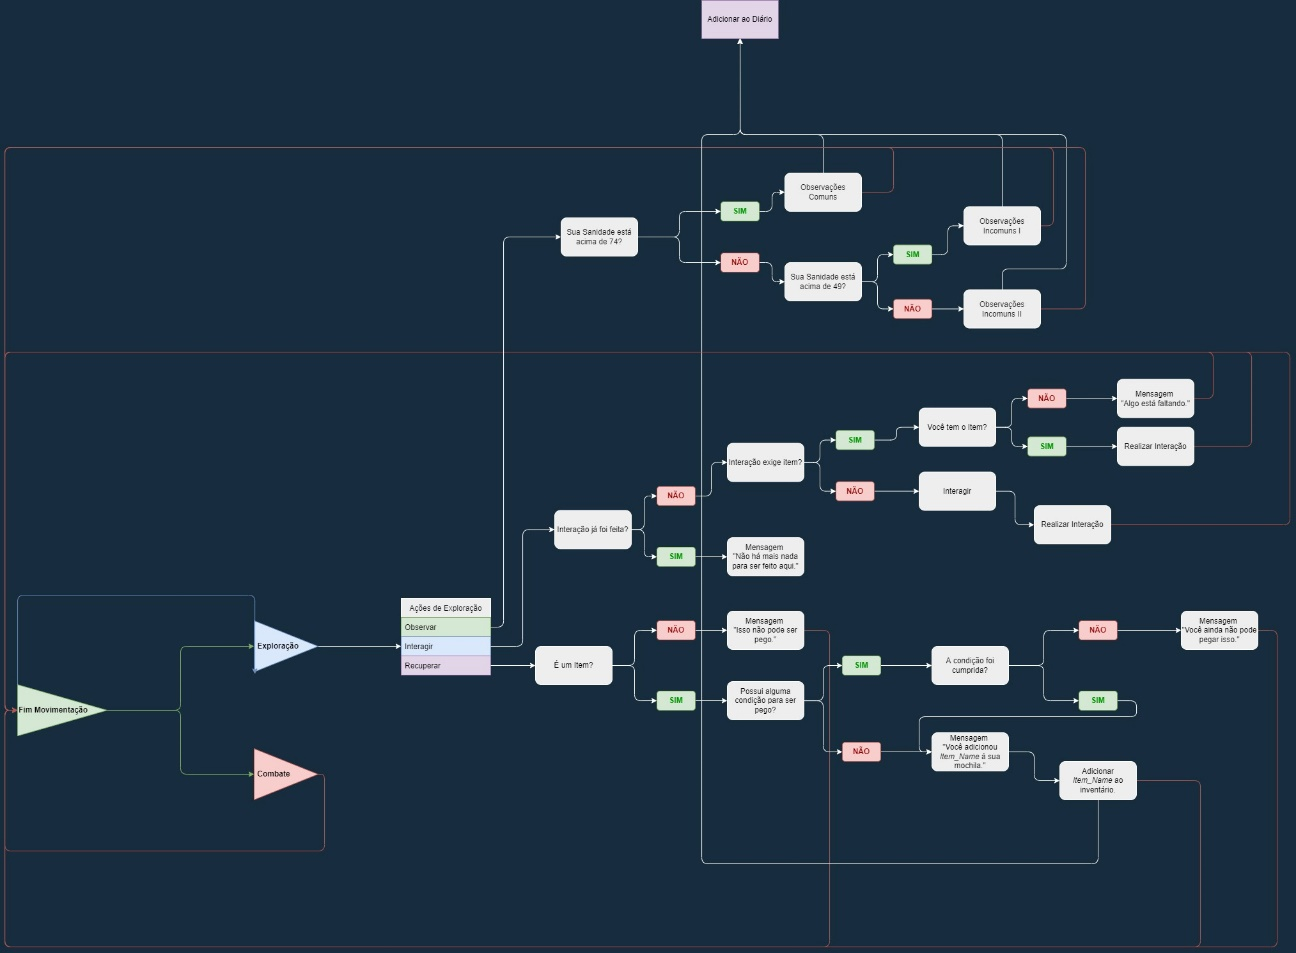 Adicionar ao Diário
Observações
Comuns
SIM
Sua Sanidade está
acima de 74?
NÃO
Sua Sanidade está
acima de 49?
SIM
Observações
Incomuns I
NÃO
Observações
Incomuns II
Mensagem
"Algo está faltando."
NÃO
Você tem o Item?
SIM
Realizar Interação
SIM
Interação exige item?
NÃO
Interagir
Realizar Interação
NÃO
Interação já foi feita?
SIM
Mensagem
"Não há mais nada
para ser feito aqui."
Ações de Exploração
Observar
Interagir
Recuperar
Exploração
Fim Movimentação
Combate
É um Item?
NÃO
Mensagem
"Isso não pode ser
pego."
SIM
Possui alguma
condição para ser
pego?
SIM
A condição foi
cumprida?
NÃO
Mensagem
"Você ainda não pode
pegar isso."
SIM
NÃO
Mensagem
"Você adicionou
Item_Name à sua
mochila."
Adicionar
Item_Name ao
inventário.